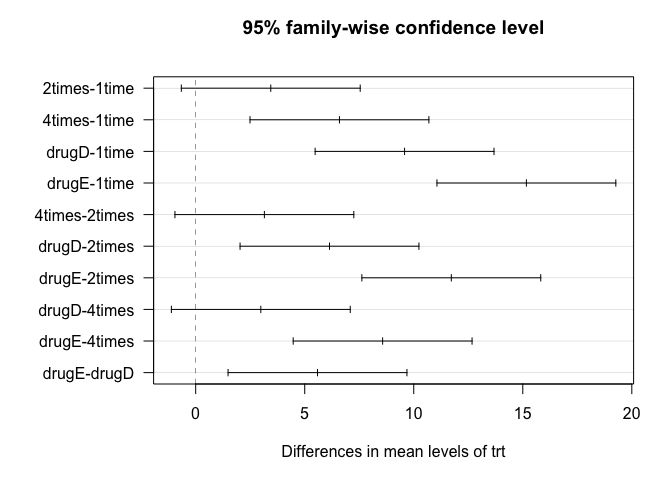 95% family-wise confidence level
2times-1time
4times-1time
drugD-1time
drugE-1time
4times-2times
drugD-2times
drugE-2times
drugD-4times
drugE-4times
drugE-drugD
0 5 10 15 20
Differences in mean levels of trt